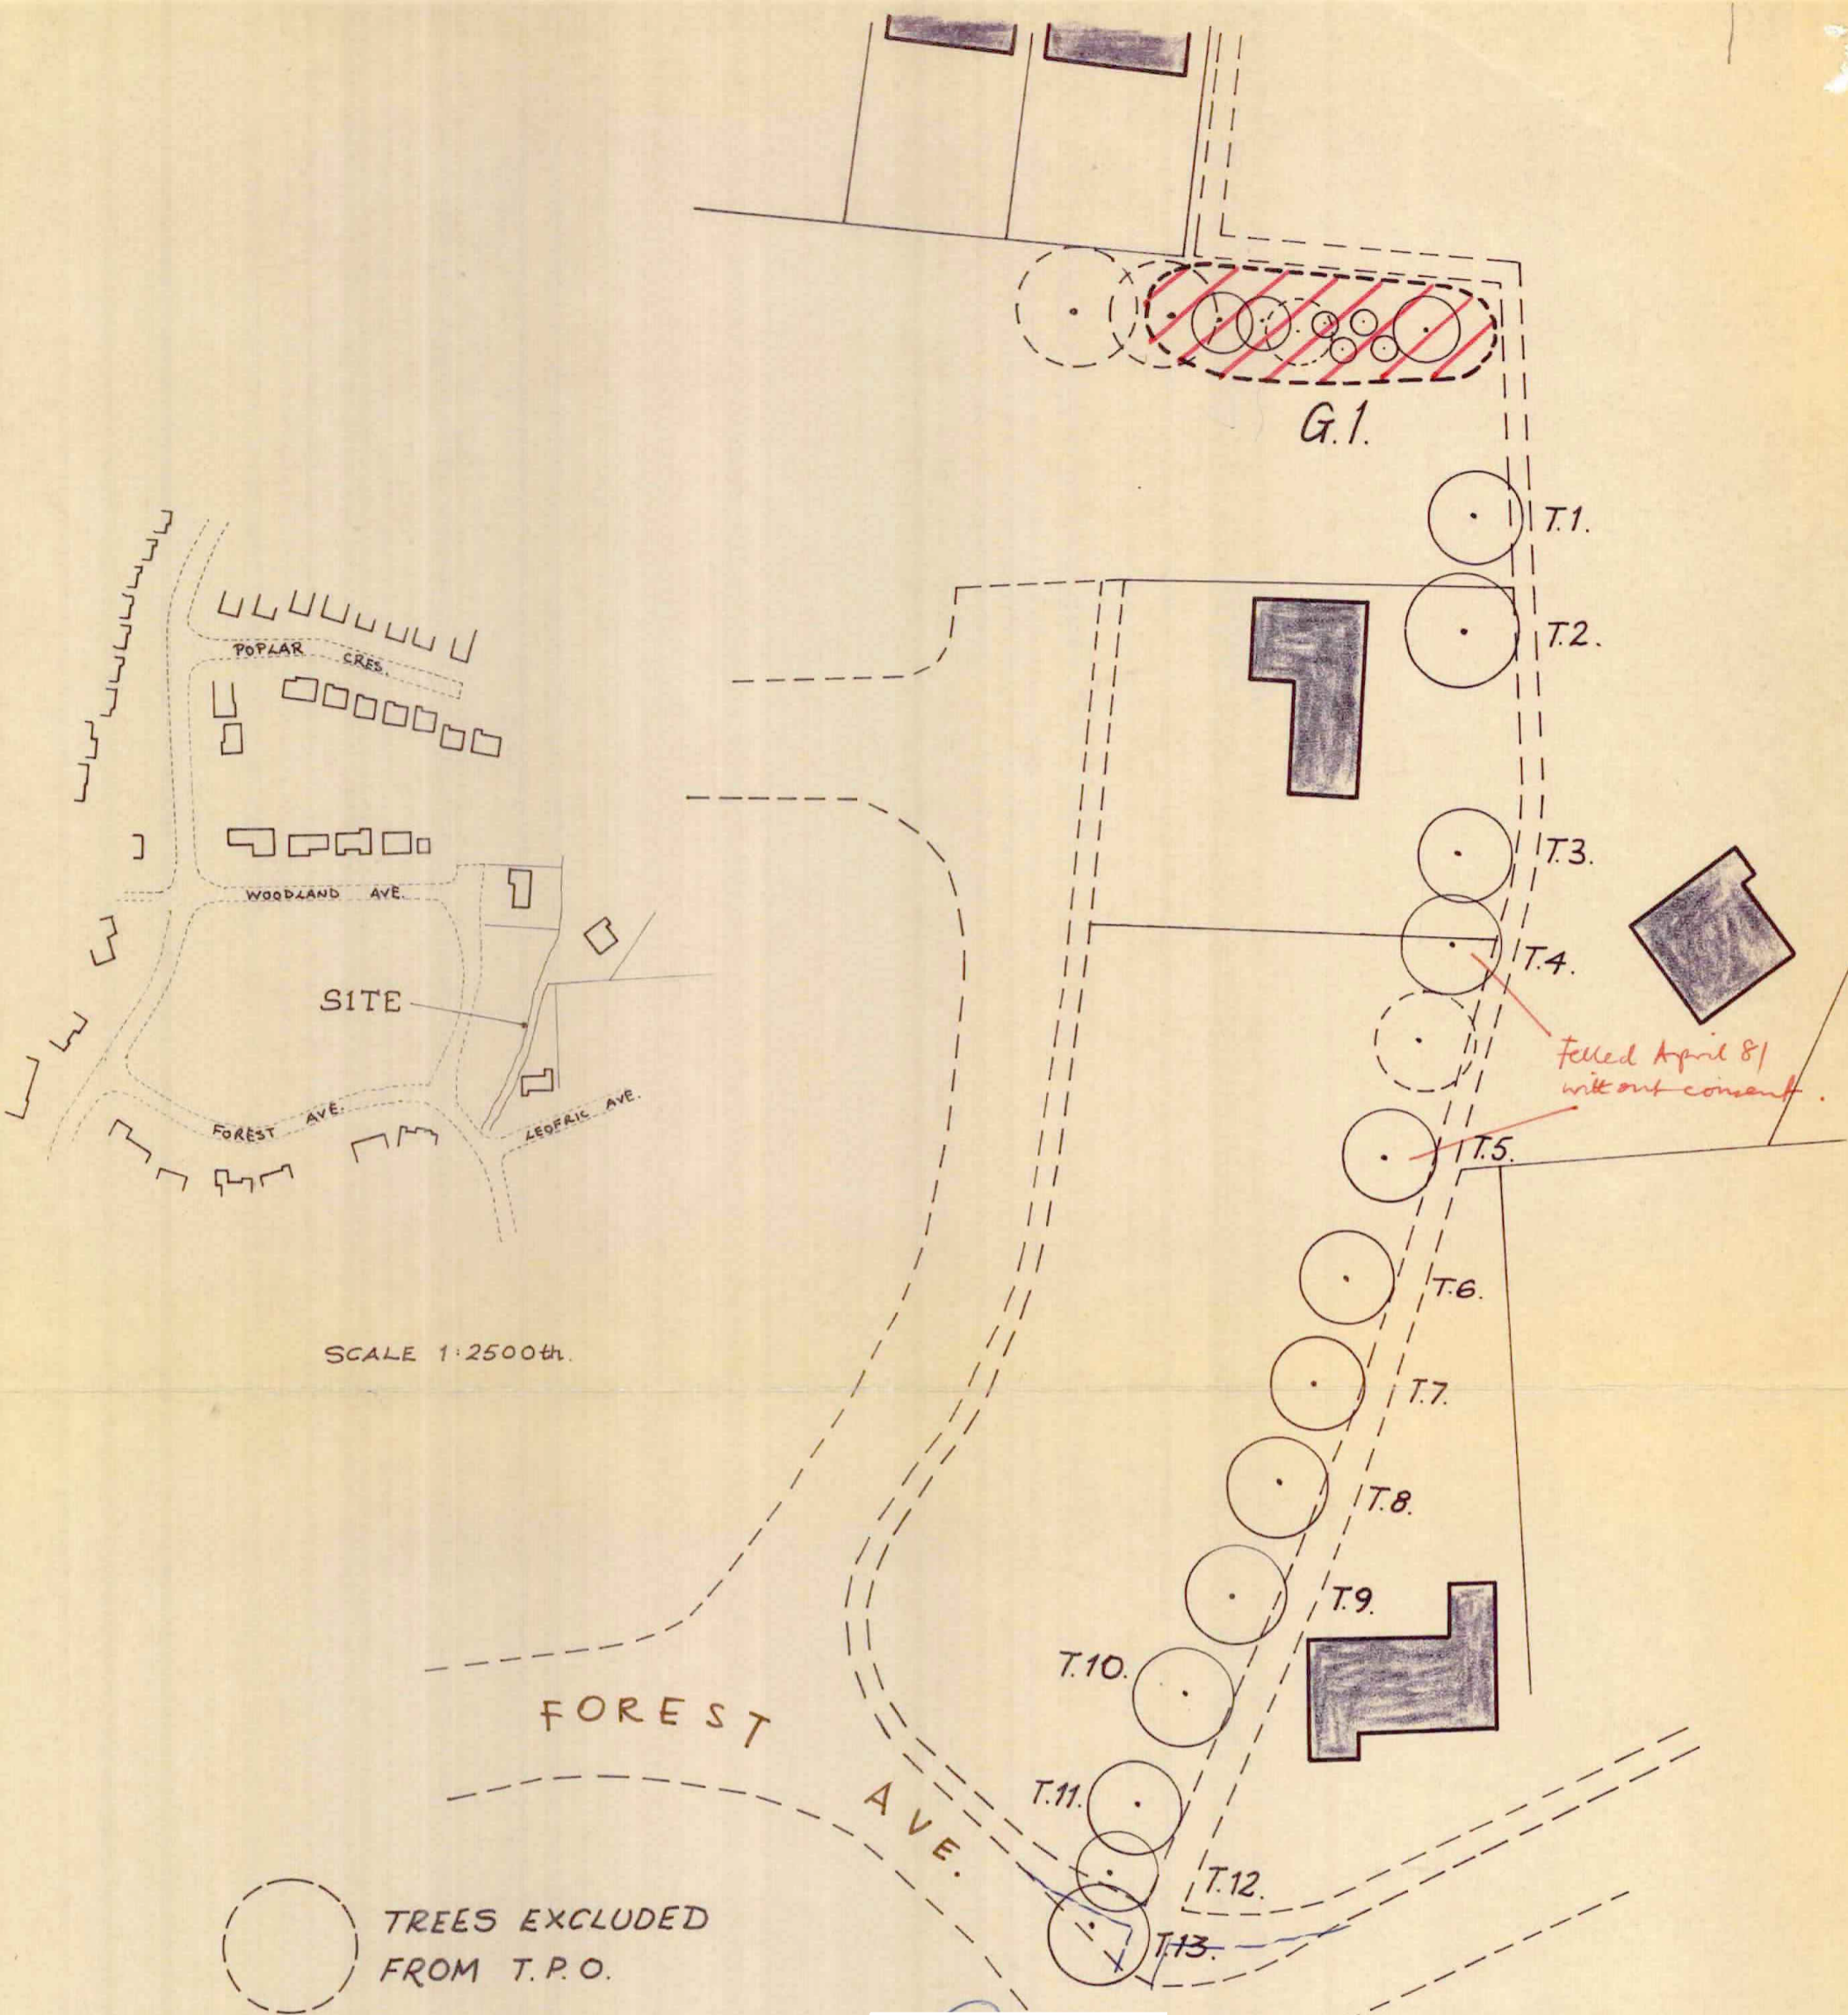 G.1.
T.1.
T.2.
T.3.
T.4.
Felled April 81
without consent.
T.5.
T.6.
T.7.
T.8.
T.9.
T.10.
T.11.
T.12.
T.13.
POPLAR CRES.
WOODLAND AVE.
SITE
FOREST AVE.
LEOFRIC AVE.
SCALE 1:2500th.
FOREST
AVE.
TREES EXCLUDED
FROM T.P.O.